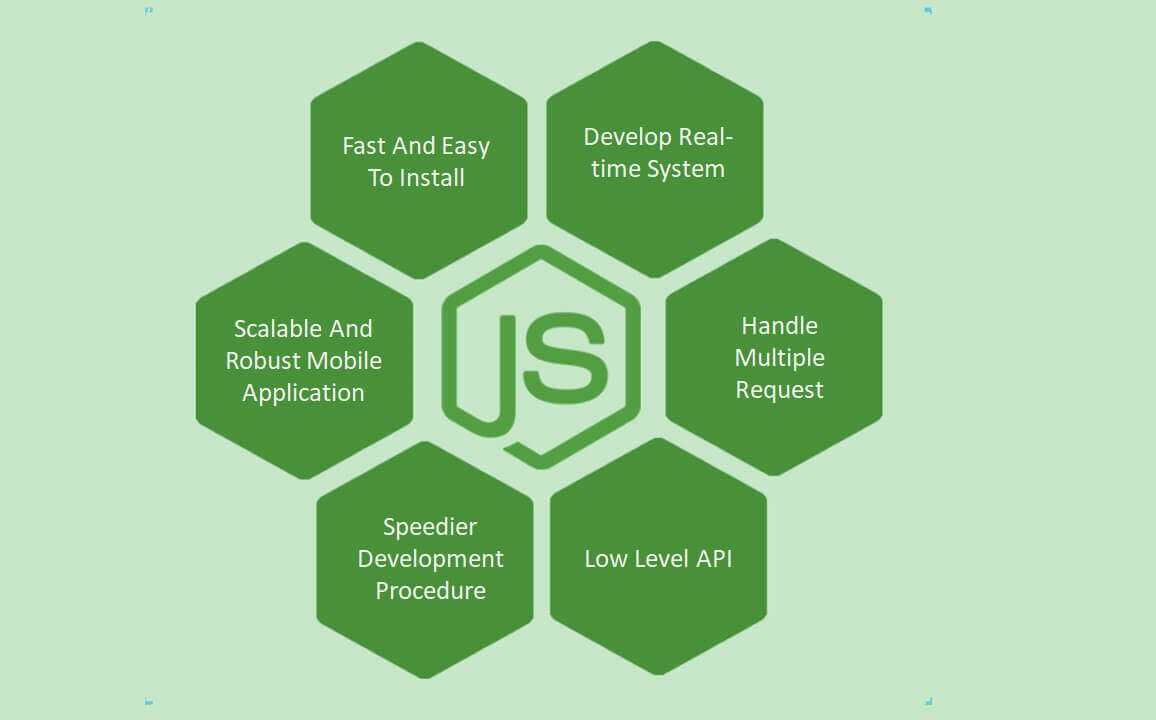 Fast And Easy
To Install
Develop Real-
time System
Scalable And
Robust Mobile
Application
JS
Handle
Multiple
Request
Speedier
Development
Procedure
Low Level API